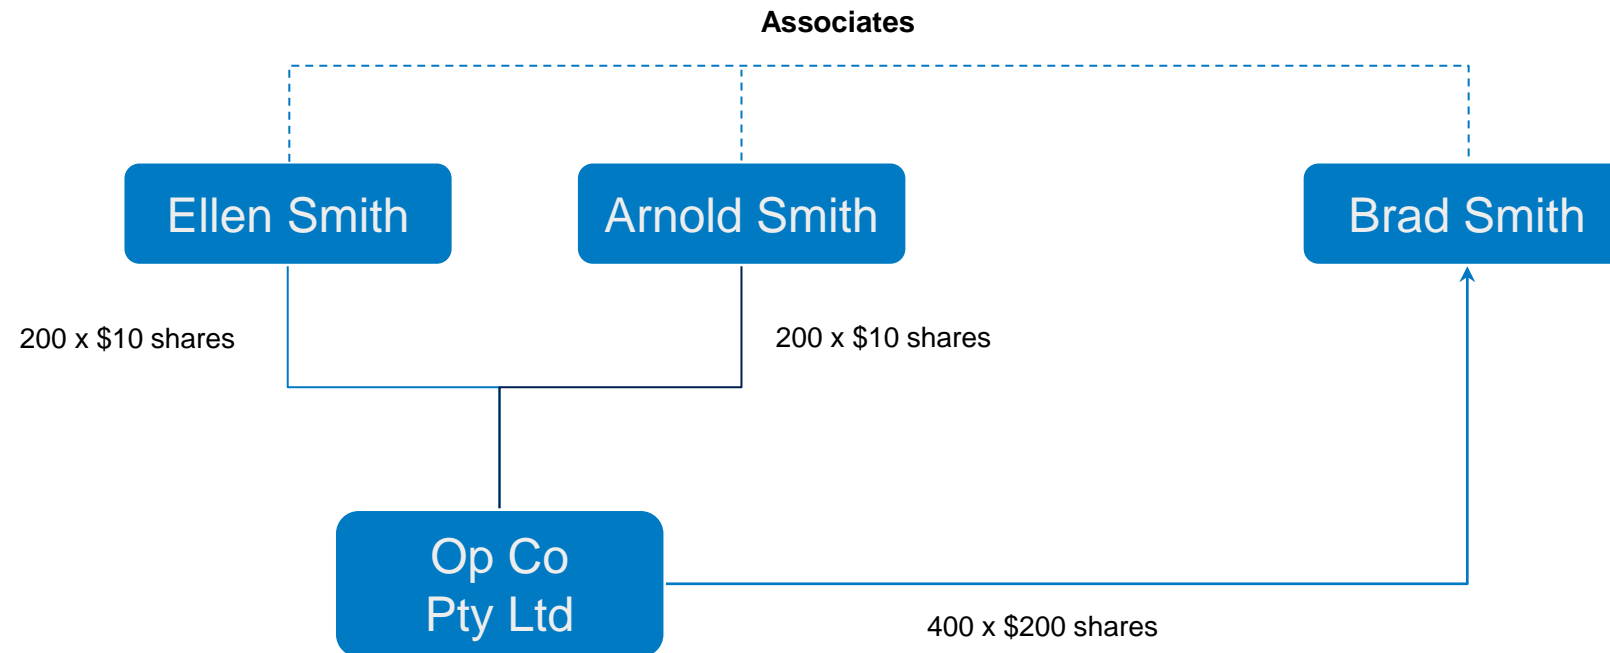 Associates
Ellen Smith
Arnold Smith
Brad Smith
200 x $10 shares
200 x $10 shares
Op Co
Pty Ltd
400 x $200 shares